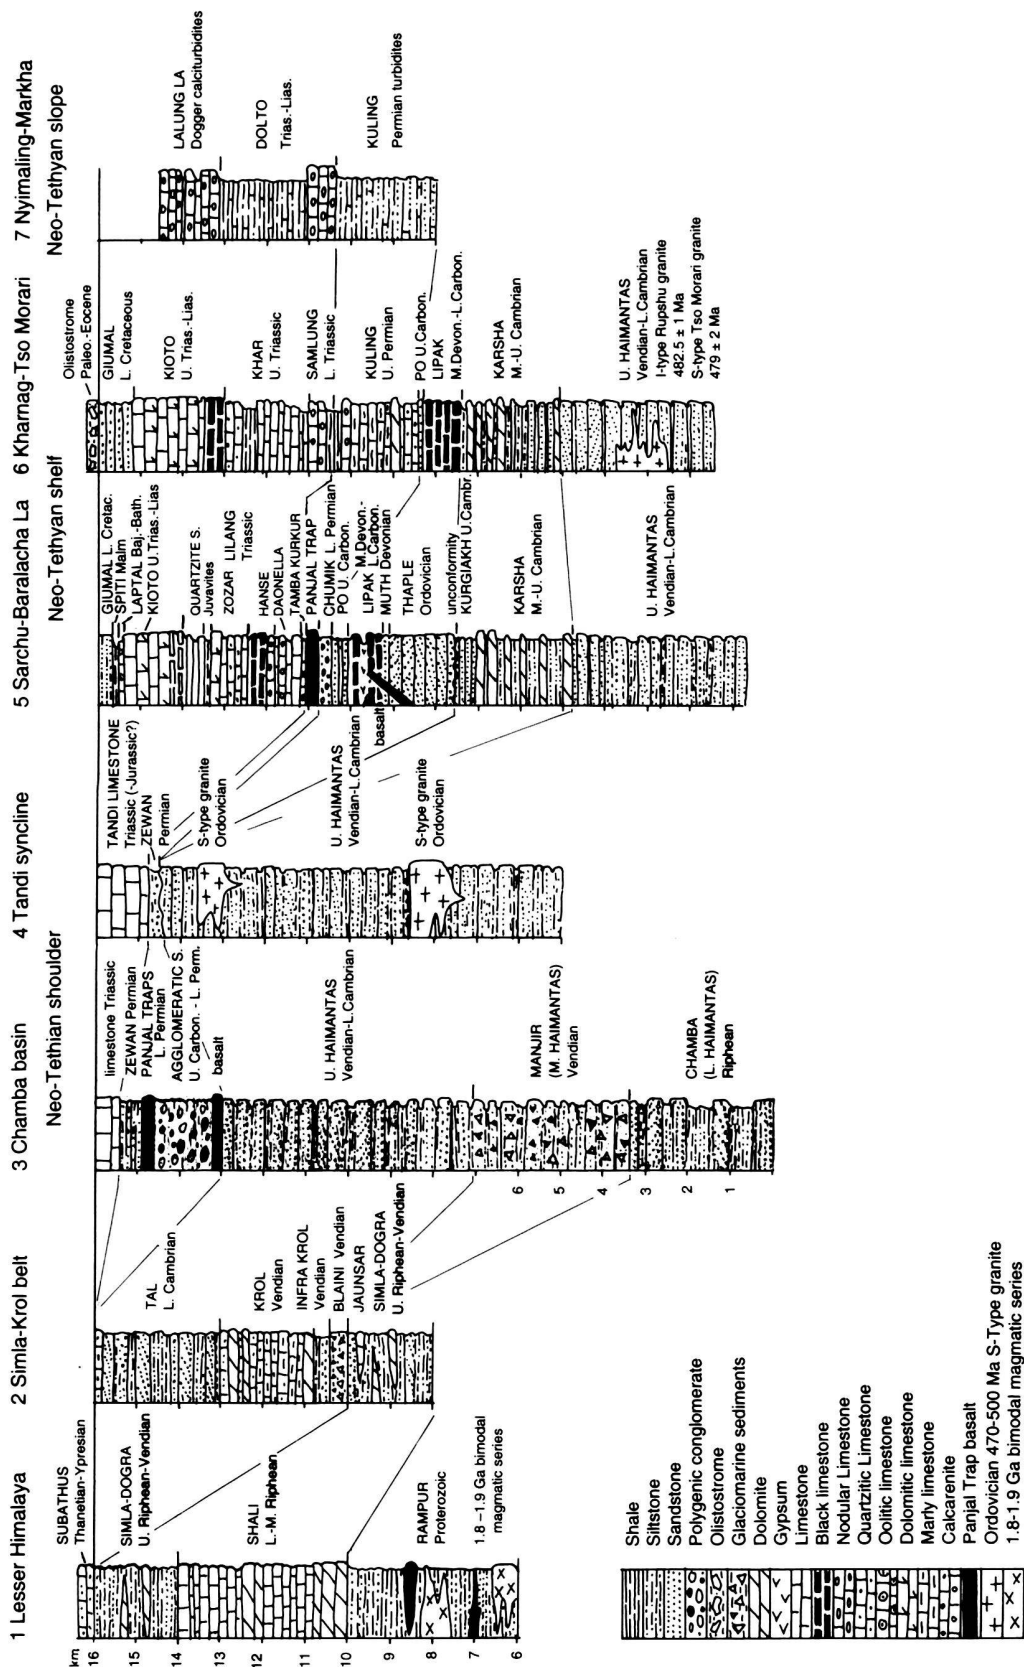 1 Lesser Himalaya
2 Simla-Krol belt
3 Chamba basin
4 Tandi syncline
5 Sarchu-Baralacha La
6 Kharnag-Tso Morari
7 Nyimaling-Markha
Neo-Tethian shoulder
Neo-Tethyan shelf
Neo-Tethyan slope
km
16
14
13
12
11
10
9
8
7
6
SUBATHUS
Thanetian-Ypresian
SIMLA-DOGRA
U. Riphean-Vendian
SHALI
L.-M. Riphean
RAMPUR
Proterozoic
1.8 –1.9 Ga bimodal
magmatic series
TAL
L. Cambrian
KROL
Vendian
INFRA KROL
Vendian
BLAINI Vendian
JAUNSAR
SIMLA-DOGRA
U. Riphean-Vendian
limestone Triassic
ZEWAN Permian
PANJAL TRAPS
L. Permian
AGGLOMERATIC S.
U. Carbon. - L. Perm.
basalt
U. HAIMANTAS
Vendian-L.Cambrian
MANJIR
(M. HAIMANTAS)
Vendian
CHAMBA
(L. HAIMANTAS)
Riphean
6
5
4
3
2
1
TANDI LIMESTONE
Triassic (-Jurassic?)
ZEWAN
Permian
S-type granite
Ordovician
U. HAIMANTAS
Vendian-L.Cambrian
S-type granite
Ordovician
GIUMAL L. Cretac.
SPITI Malm
LAPTAL Baj.-Bath.
KIOTO U.Trias.-Lias
QUARTZITE S.
Juvavites
ZOZAR LILANG
Triassic
HANSE
DAONELLA
TAMBA KURKUR
PANJAL TRAP
CHUMIK L. Permian
PO U. Carbon.
LIPAK M.Devon.-
L.Carbon.
MUTH Devonian
basalt
THAPLE
Ordovician
unconformity
KURGIAKH U.Cambr.
KARSHA
M.-U. Cambrian
U. HAIMANTAS
Vendian-L.Cambrian
Olistostrome
Paleo.-Eocene
GIUMAL
L. Cretaceous
KIOTO
U. Trias.-Lias.
KHAR
U. Triassic
SAMLUNG
L. Triassic
KULING
U. Permian
PO U.Carbon.
LIPAK
M.Devon.-L.Carbon.
KARSHA
M.-U. Cambrian
U. HAIMANTAS
Vendian-L.Cambrian
I-type Rupshu granite
482.5 ± 1 Ma
S-type Tso Morari granite
479 ± 2 Ma
LALUNG LA
Dogger calciturbidites
DOLTO
Trias.-Lias.
KULING
Permian turbidites
Shale
Siltstone
Sandstone
Polygenic conglomerate
Olistostrome
Glaciomarine sediments
Dolomite
Gypsum
Limestone
Black limestone
Nodular Limestone
Quartzitic Limestone
Oolitic limestone
Dolomitic limestone
Marly limestone
Calcarenite
Panjal Trap basalt
Ordovician 470-500 Ma S-Type granite
1.8-1.9 Ga bimodal magmatic series